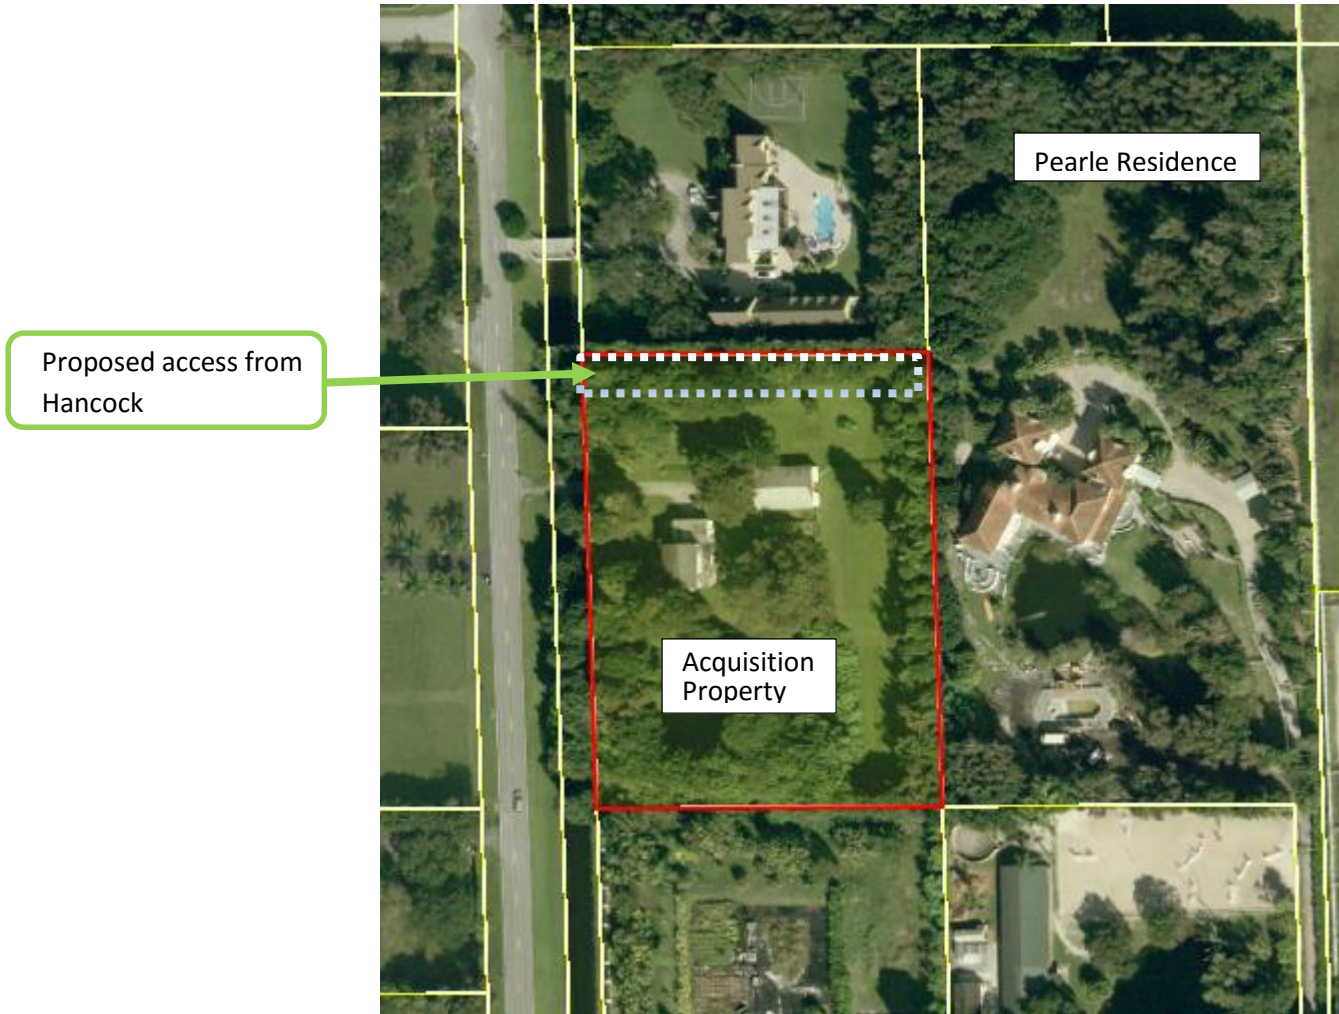 Pearle Residence
Proposed access from
Hancock
Acquisition
Property